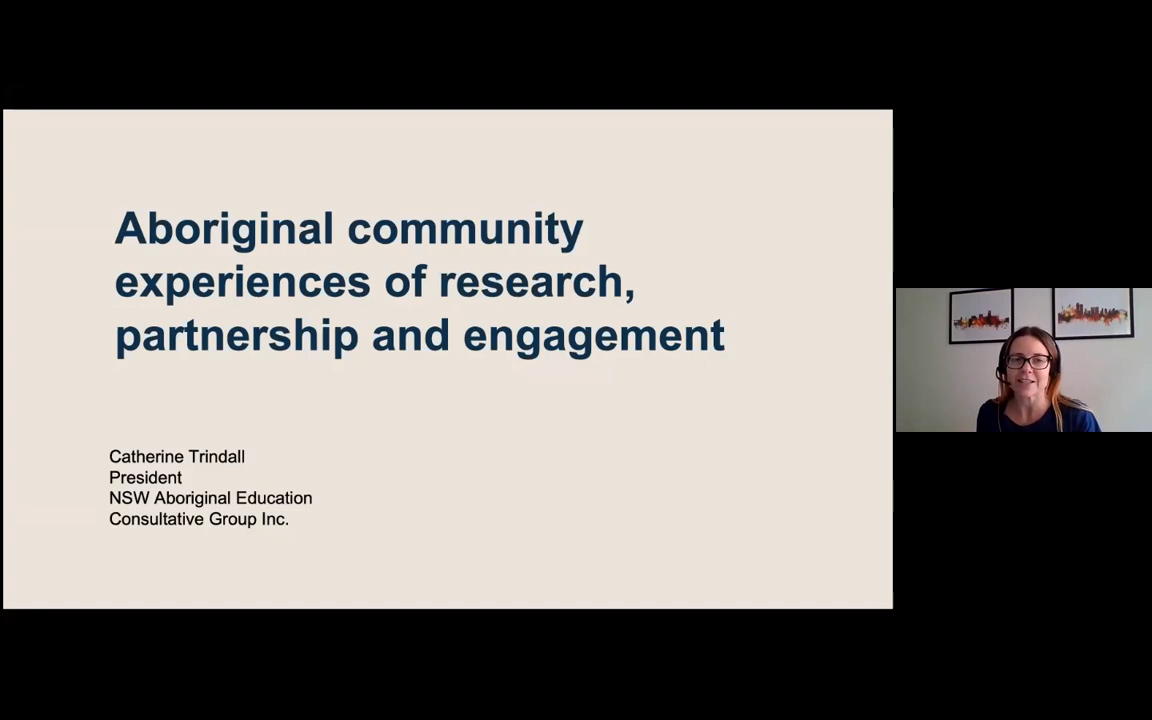 Aboriginal community
experiences of research,
partnership and engagement
Catherine Trindall
President
NSW Aboriginal Education
Consultative Group Inc.